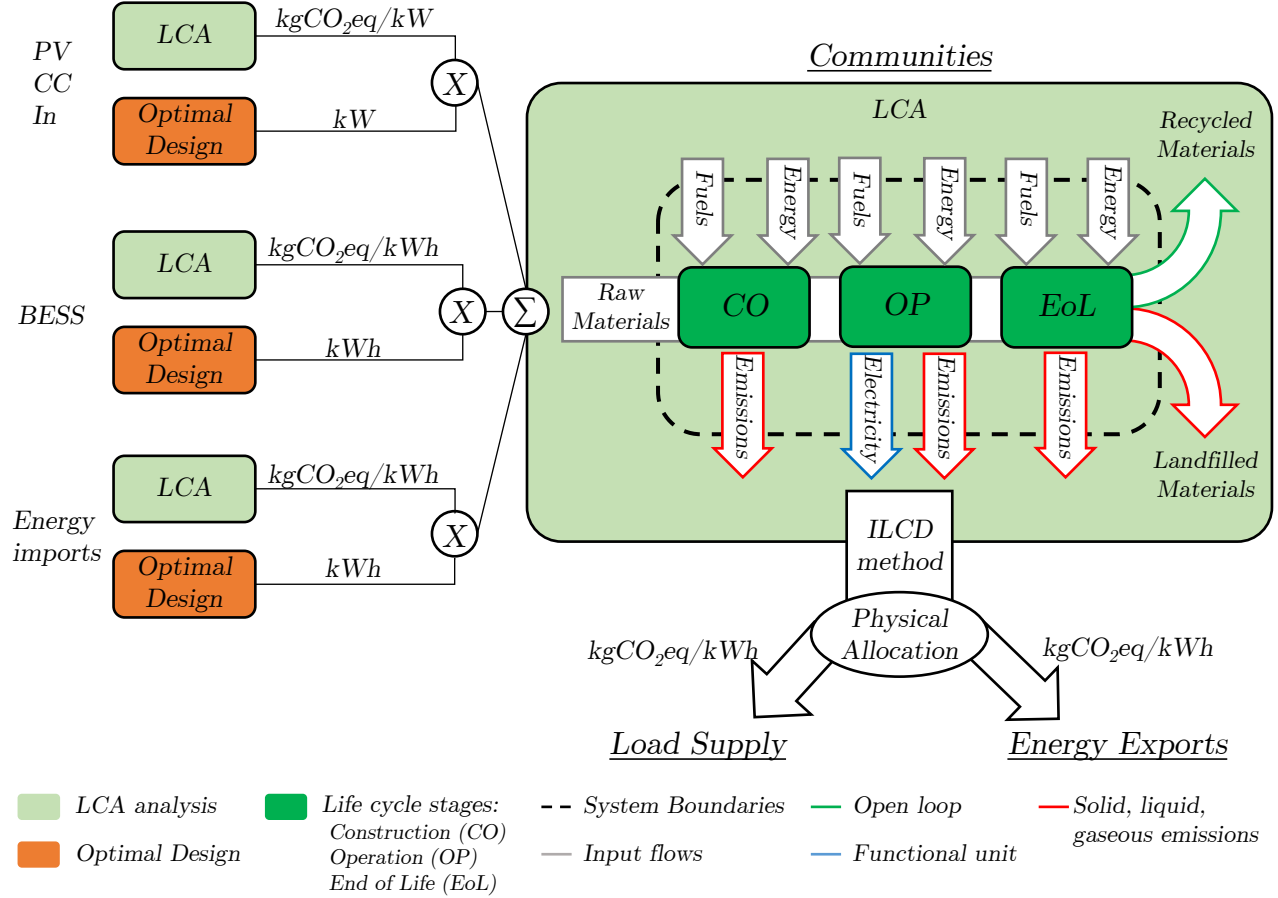 PV
CC
In
LCA
kgCO₂eq/kW
X
Optimal
Design
kW
BESS
LCA
kgCO₂eq/kWh
X
Optimal
Design
kWh
Σ
Energy
imports
LCA
kgCO₂eq/kWh
X
Optimal
Design
kWh
Communities
LCA
Recycled
Materials
Fuels
Energy
Fuels
Energy
Fuels
Energy
Raw
Materials
CO
OP
EoL
Emissions
Electricity
Emissions
Emissions
Landfilled
Materials
ILCD
method
Physical
Allocation
kgCO₂eq/kWh
kgCO₂eq/kWh
Load Supply
Energy Exports
LCA analysis
Optimal Design
Life cycle stages:
Construction (CO)
Operation (OP)
End of Life (EoL)
System Boundaries
Input flows
Open loop
Functional unit
Solid, liquid,
gaseous emissions